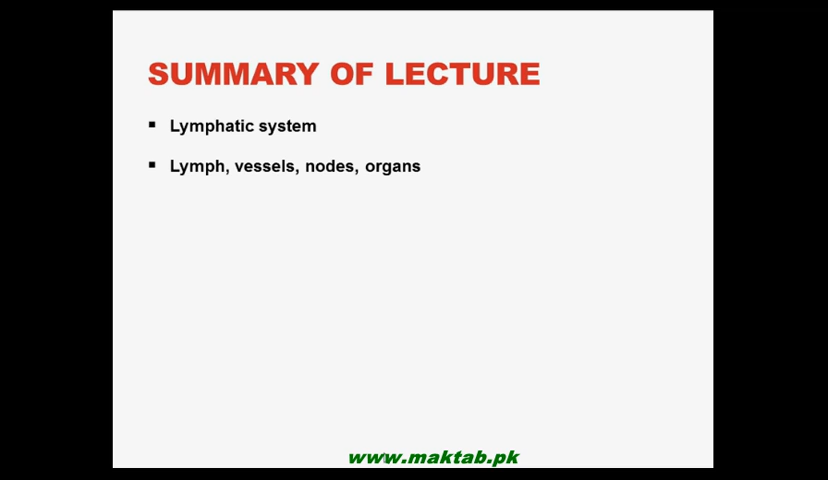 SUMMARY OF LECTURE
▪ Lymphatic system
▪ Lymph, vessels, nodes, organs
www.maktab.pk